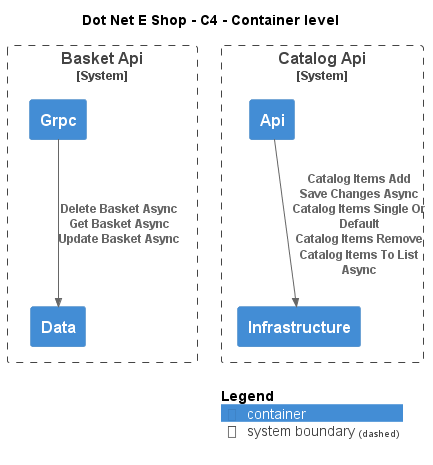 Dot Net E Shop - C4 - Container level
Basket Api
[System]
Catalog Api
[System]
Grpc
Api
Delete Basket Async
Get Basket Async
Update Basket Async
Catalog Items Add
Save Changes Async
Catalog Items Single Or
Default
Catalog Items Remove
Catalog Items To List
Async
Data
Infrastructure
Legend
container
system boundary (dashed)